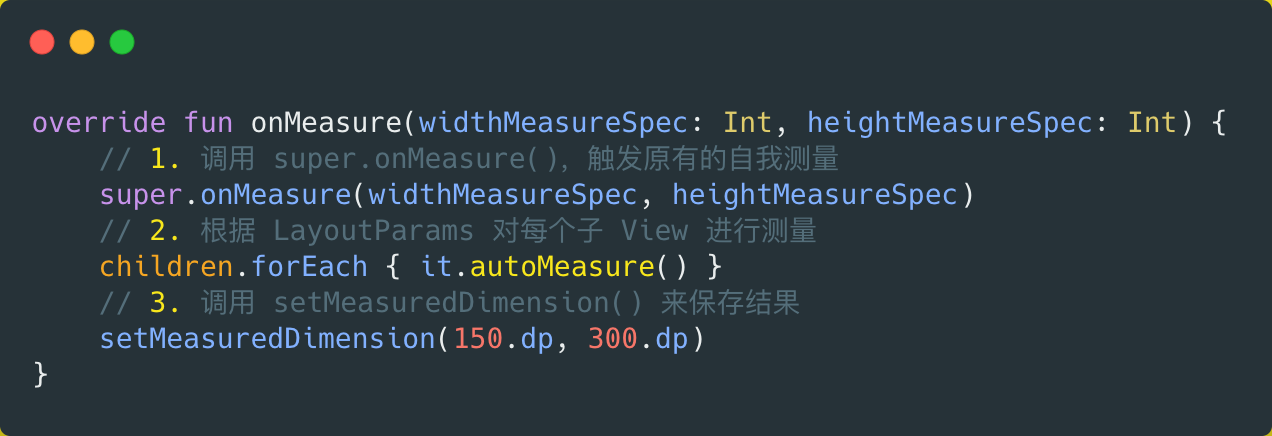 override fun onMeasure(widthMeasureSpec: Int, heightMeasureSpec: Int) {
    // 1. 调用 super.onMeasure(), 触发原有的自我测量
    super.onMeasure(widthMeasureSpec, heightMeasureSpec)
    // 2. 根据 LayoutParams 对每个子 View 进行测量
    children.forEach { it.autoMeasure() }
    // 3. 调用 setMeasuredDimension() 来保存结果
    setMeasuredDimension(150.dp, 300.dp)
}